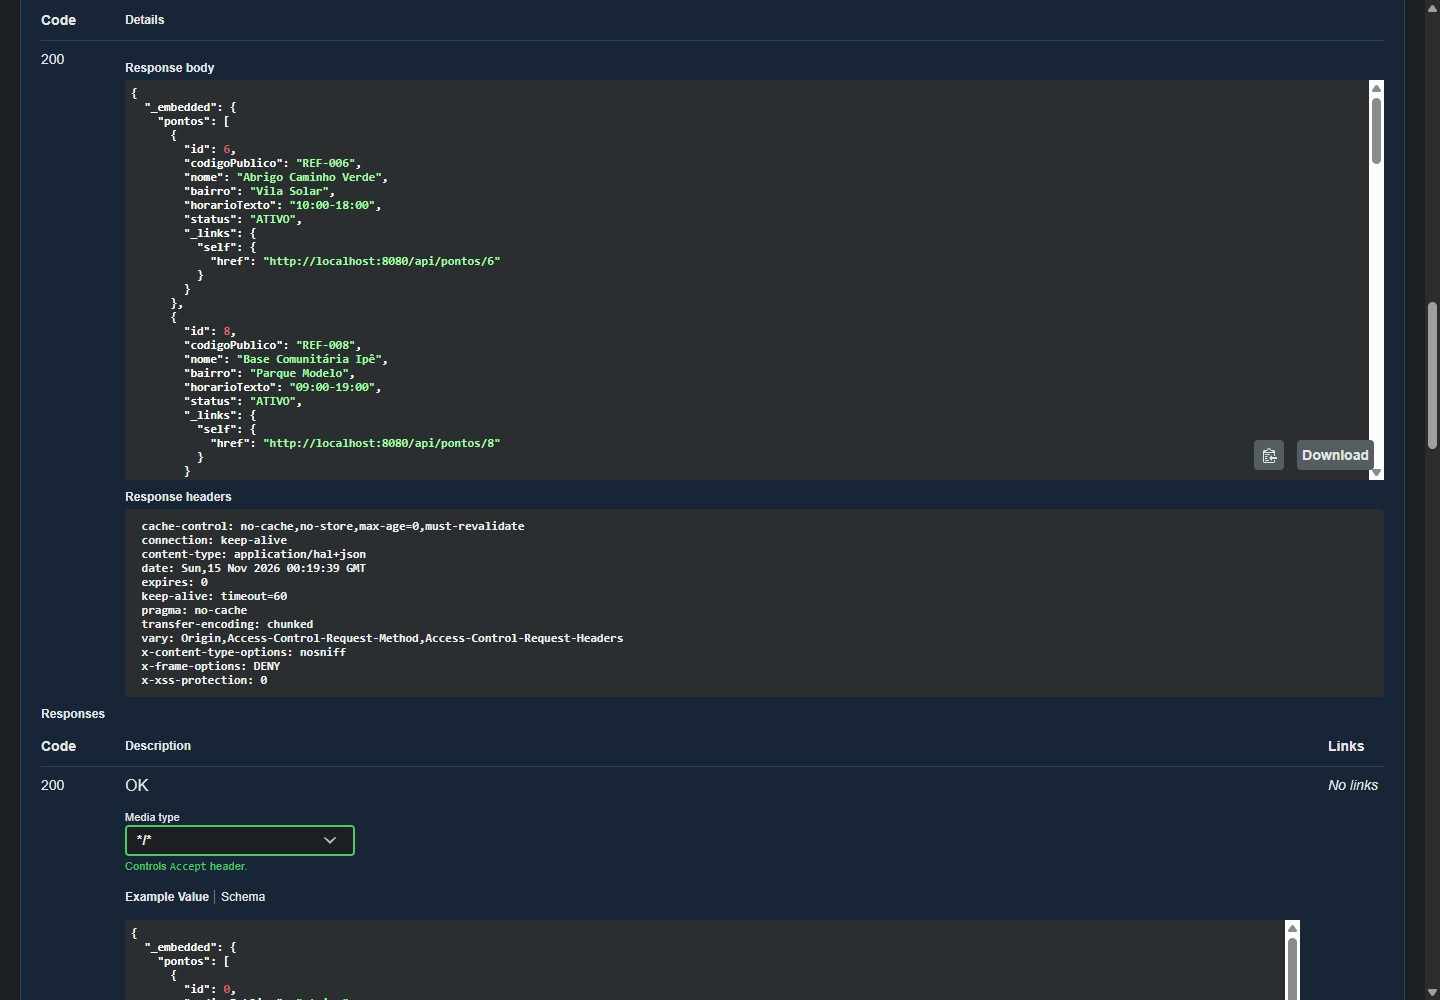 Code Details
200
Response body
{
  "_embedded": {
    "pontos": [
      {
        "id": 6,
        "codigoPublico": "REF-006",
        "nome": "Abrigo Caminho Verde",
        "bairro": "Vila Solar",
        "horarioTexto": "10:00-18:00",
        "status": "ATIVO",
        "_links": {
          "self": {
            "href": "http://localhost:8080/api/pontos/6"
          }
        }
      },
      {
        "id": 8,
        "codigoPublico": "REF-008",
        "nome": "Base Comunitária Ipê",
        "bairro": "Parque Modelo",
        "horarioTexto": "09:00-19:00",
        "status": "ATIVO",
        "_links": {
          "self": {
            "href": "http://localhost:8080/api/pontos/8"
          }
        }
Download
Response headers
cache-control: no-cache,no-store,max-age=0,must-revalidate
connection: keep-alive
content-type: application/hal+json
date: Sun,15 Nov 2026 00:19:39 GMT
expires: 0
keep-alive: timeout=60
pragma: no-cache
transfer-encoding: chunked
vary: Origin,Access-Control-Request-Method,Access-Control-Request-Headers
x-content-type-options: nosniff
x-frame-options: DENY
x-xss-protection: 0
Responses
Code Description Links
200 OK No links
Media type
*/*
Controls Accept header.
Example Value Schema
{
  "_embedded": {
    "pontos": [
      {
        "id": 0,